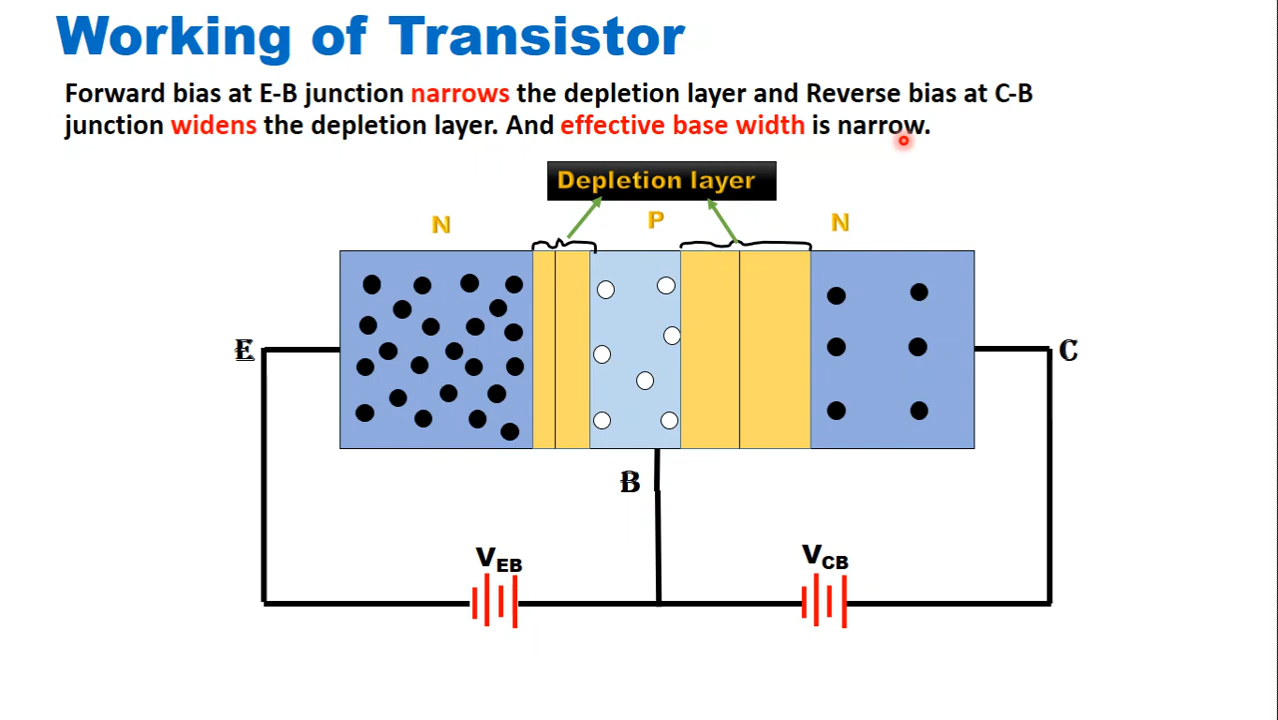 Working of Transistor
Forward bias at E-B junction narrows the depletion layer and Reverse bias at C-B
junction widens the depletion layer. And effective base width is narrow.
Depletion layer
N
P
N
E
C
B
VEB
VCB